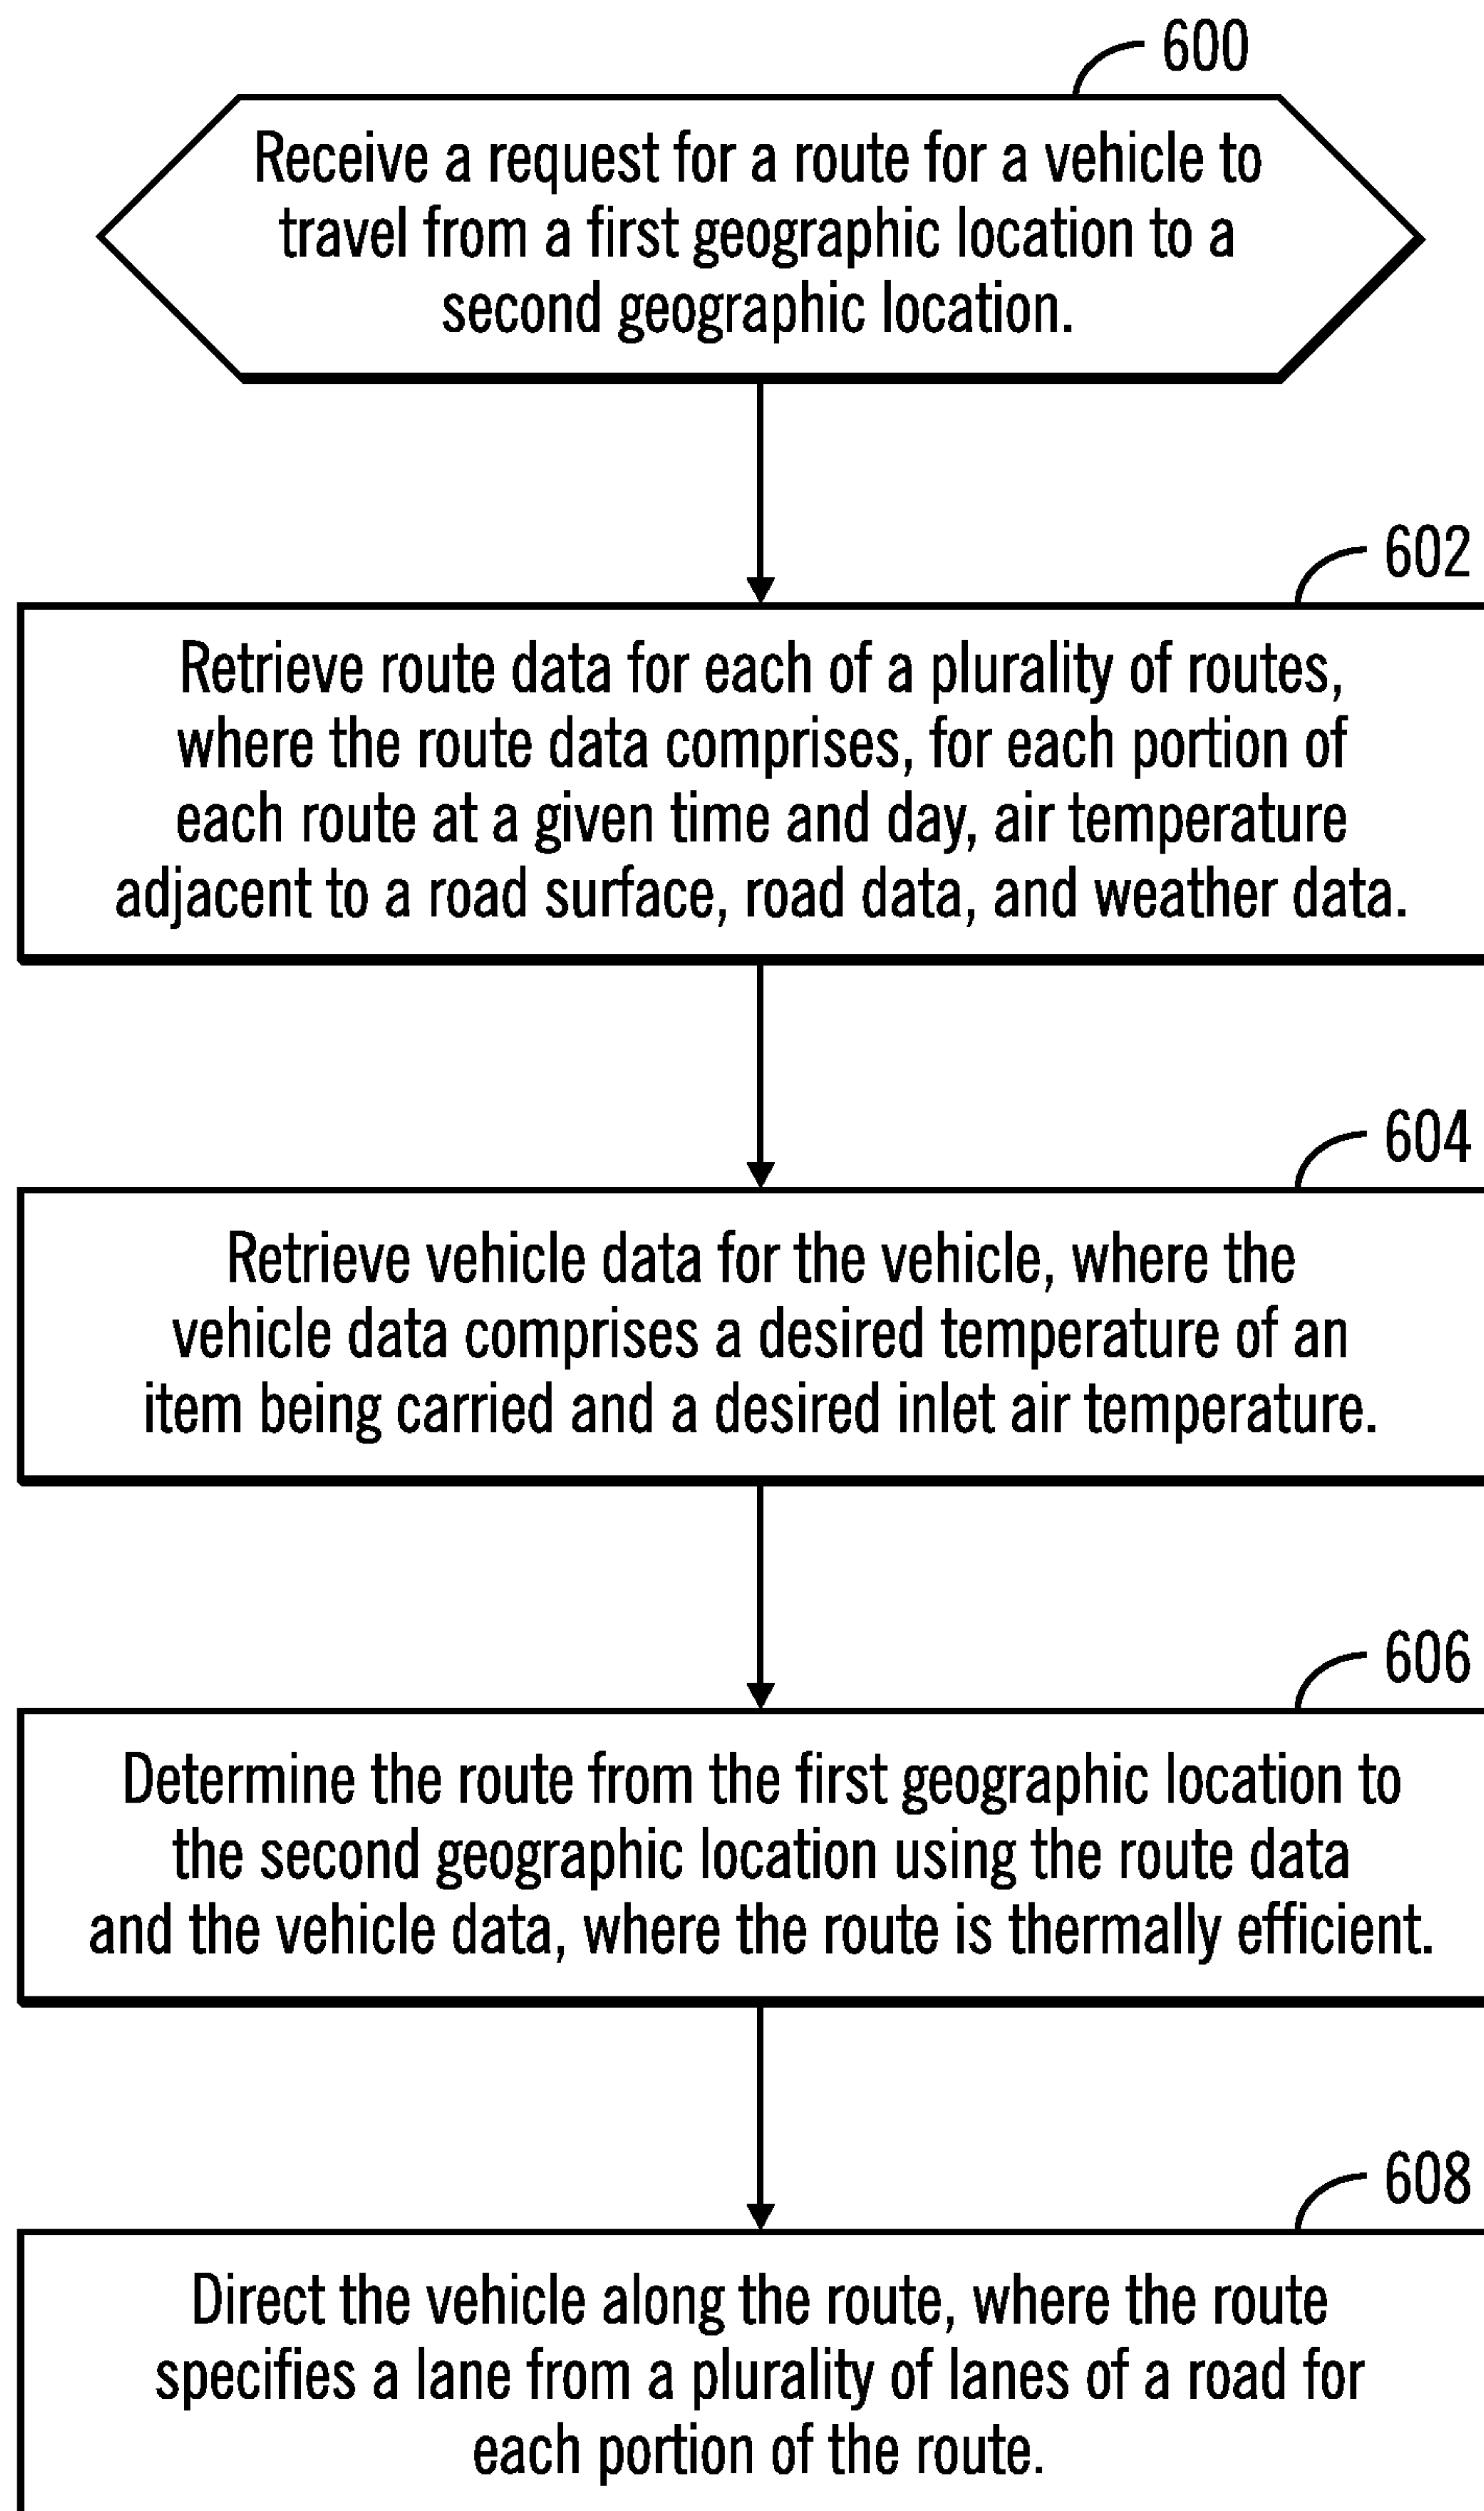 600
Receive a request for a route for a vehicle to
travel from a first geographic location to a
second geographic location.
602
Retrieve route data for each of a plurality of routes,
where the route data comprises, for each portion of
each route at a given time and day, air temperature
adjacent to a road surface, road data, and weather data.
604
Retrieve vehicle data for the vehicle, where the
vehicle data comprises a desired temperature of an
item being carried and a desired inlet air temperature.
606
Determine the route from the first geographic location to
the second geographic location using the route data
and the vehicle data, where the route is thermally efficient.
608
Direct the vehicle along the route, where the route
specifies a lane from a plurality of lanes of a road for
each portion of the route.